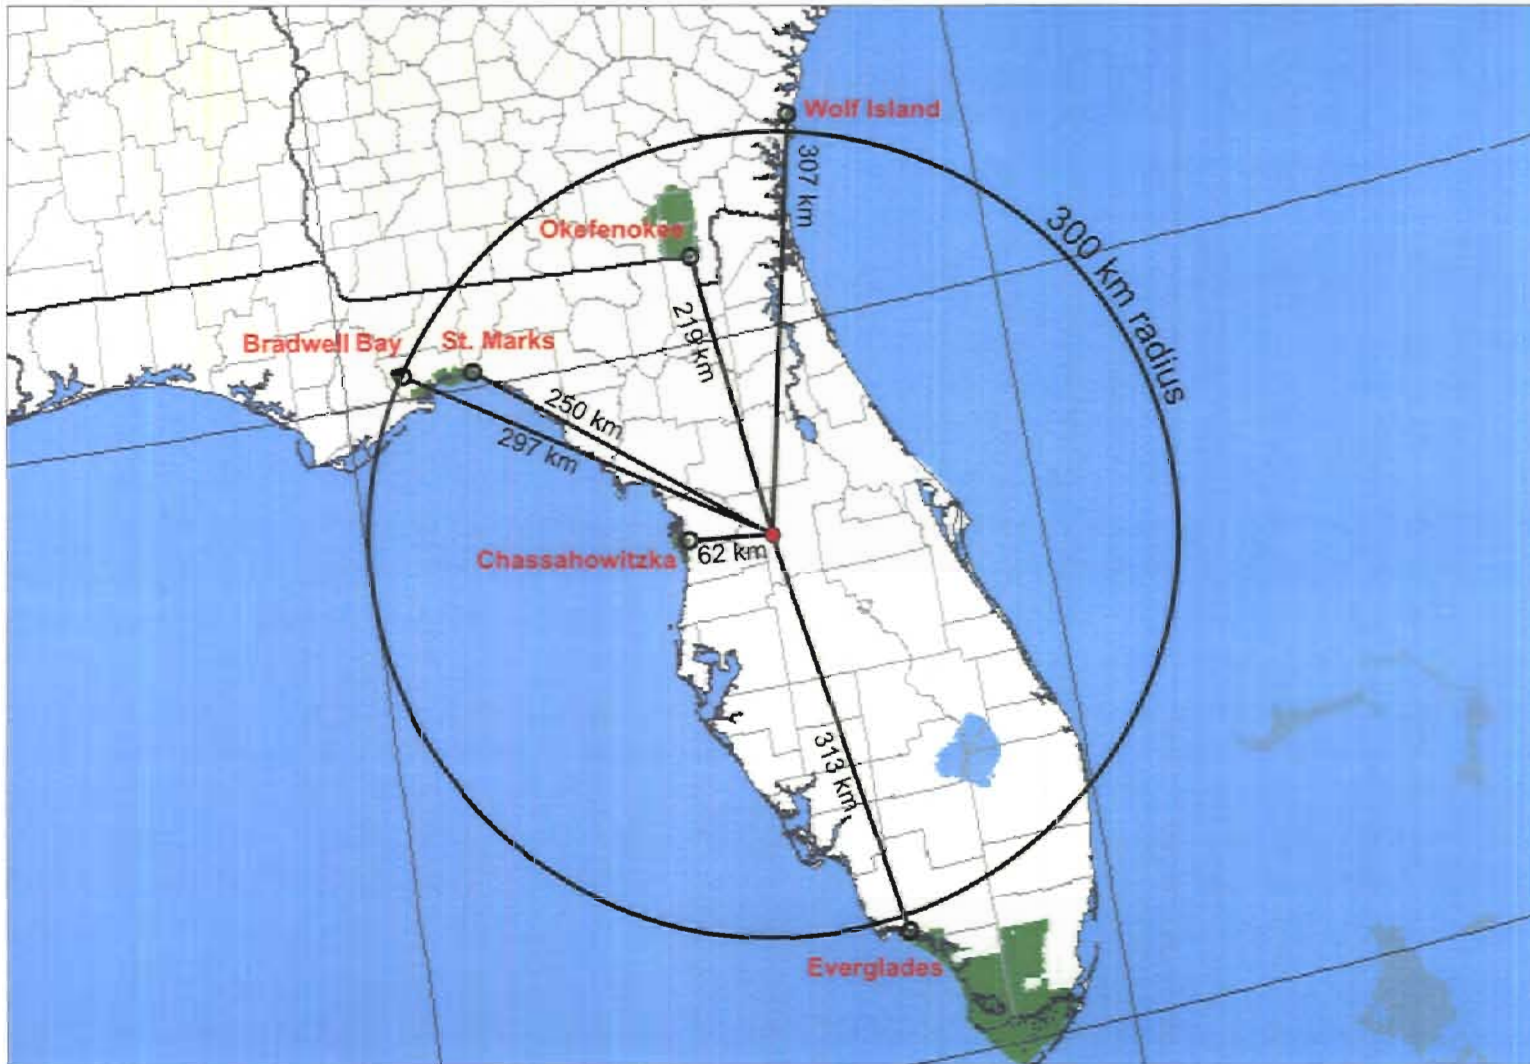 Wolf Island
307 km
300 km radius
Okefenokee
219 km
Bradwell Bay
St. Marks
250 km
297 km
Chassahowitzka
62 km
313 km
Everglades